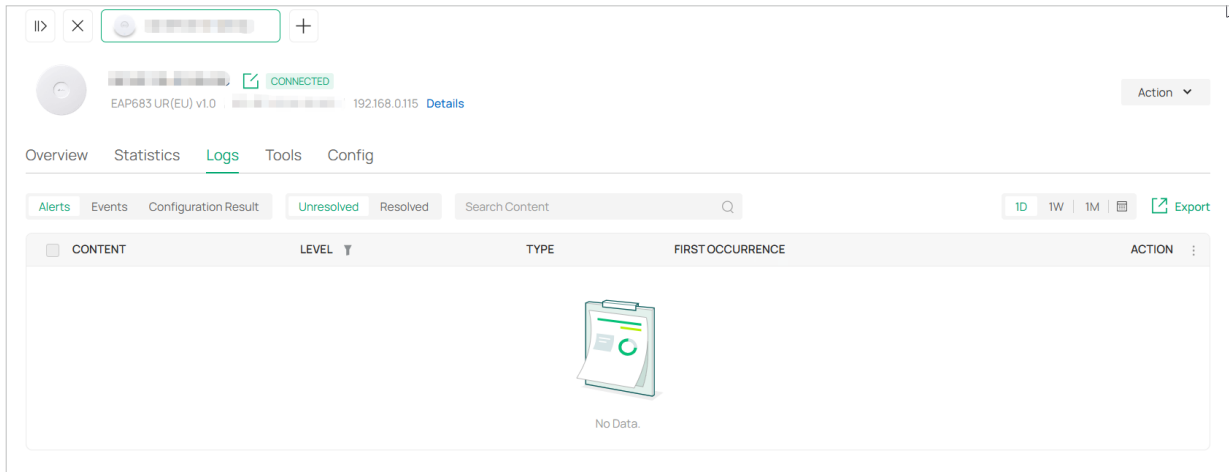 CONNECTED
EAP683 UR(EU) v1.0 192.168.0.115 Details
Action
Overview Statistics Logs Tools Config
Alerts Events Configuration Result Unresolved Resolved Search Content 1D 1W 1M Export
CONTENT LEVEL TYPE FIRST OCCURRENCE ACTION
No Data.